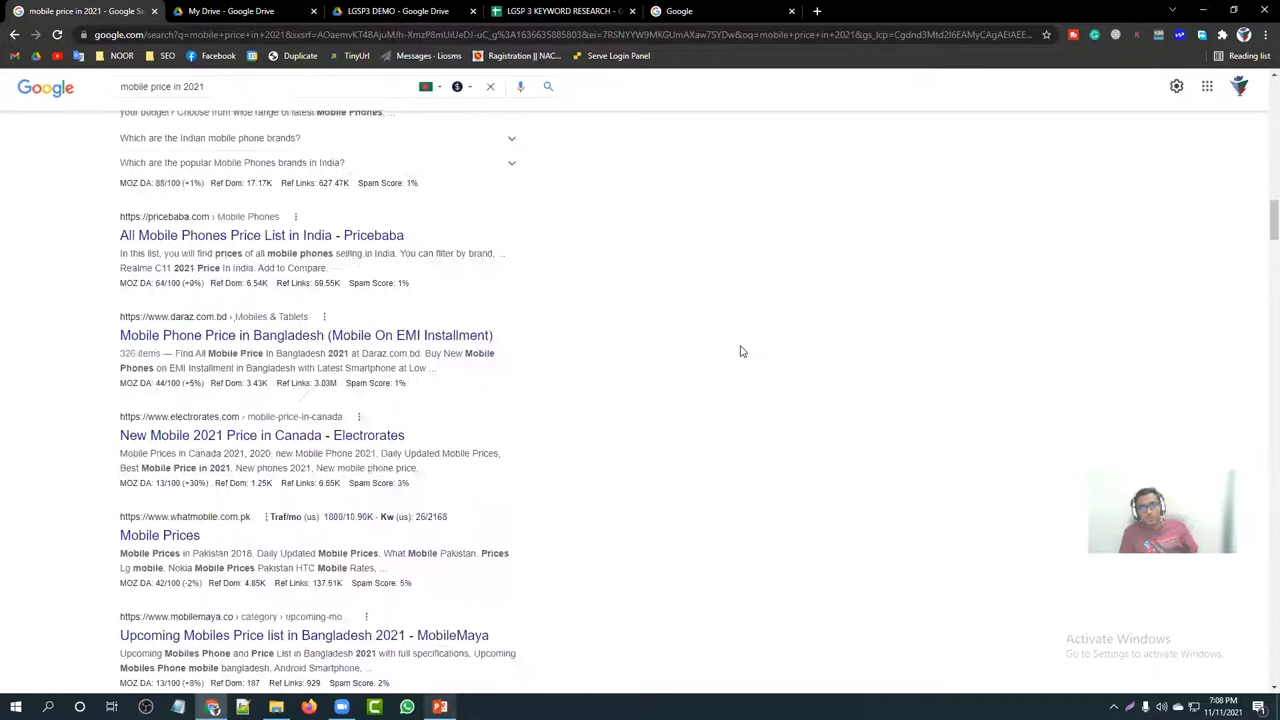 mobile price in 2021 - Google Se
My Drive - Google Drive
LGSP3 DEMO - Google Drive
LGSP 3 KEYWORD RESEARCH - G
Google
Apps
NOOR
SEO
Facebook
Duplicate
Messenger | Lmsions
Registration || NAC...
Serve Login Panel
Reading list
Google
mobile price in 2021
your budget? Choose from wide range of latest Mobile Phones, ...
Which are the Indian mobile phone brands?
Which are the popular Mobile Phones brands in India?
MOZ DA: 88/100 (+1%) Ref Dom: 17.17K Ref Links: 627.47K Spam Score: 1%
https://pricebaba.com › Mobile Phones
All Mobile Phones Price List in India - Pricebaba
In this list, you will find prices of all mobile phones selling in India. You can filter by brand, ...
Realme C11 2021 Price In India. Add to Compare.
MOZ DA: 64/100 (+0%) Ref Dom: 6.54K Ref Links: 69.55K Spam Score: 1%
https://www.daraz.com.bd › Mobiles & Tablets
Mobile Phone Price in Bangladesh (Mobile On EMI Installment)
326 items — Find All Mobile Price In Bangladesh 2021 at Daraz.com.bd. Buy New Mobile
Phones on EMI Installment in Bangladesh with Latest Smartphone at Low ...
MOZ DA: 44/100 (+5%) Ref Dom: 3.43K Ref Links: 3.03M Spam Score: 1%
https://www.electrorates.com › mobile-price-in-canada
New Mobile 2021 Price in Canada - Electrorates
Mobile Prices in Canada 2021, 2020, new Mobile Phone 2021, Daily Updated Mobile Prices,
Best Mobile Price in 2021, New phones 2021, New mobile phone price,
MOZ DA: 13/100 (+30%) Ref Dom: 1.25K Ref Links: 6.65K Spam Score: 3%
https://www.whatmobile.com.pk Traf/mo (us): 1800/10.90K - Kw (us): 26/2168
Mobile Prices
Mobile Prices in Pakistan 2018, Daily Updated Mobile Prices, What Mobile Pakistan, Prices
Lg mobile, Nokia Mobile Prices Pakistan HTC Mobile Rates, ...
MOZ DA: 42/100 (-2%) Ref Dom: 4.85K Ref Links: 137.51K Spam Score: 5%
https://www.mobilemaya.co › category › upcoming-mo
Upcoming Mobiles Price list in Bangladesh 2021 - MobileMaya
Upcoming Mobiles Phone and Price List in Bangladesh 2021 with full specifications, Upcoming
Mobiles Phone mobile bangladesh, Android Smartphone, ...
MOZ DA: 13/100 (+8%) Ref Dom: 187 Ref Links: 929 Spam Score: 2%
Activate Windows
Go to Settings to activate Windows.
7:08 PM
11/11/2021